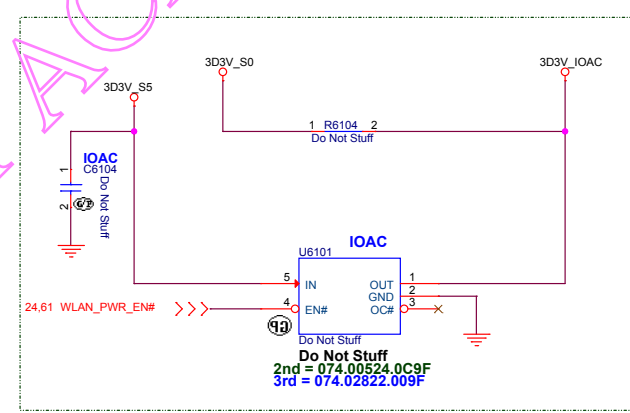 3D3V_S5
3D3V_S0
3D3V_IOAC
1 R6104 2
Do Not Stuff
IOAC
C6104
1
2
Do Not Stuff
IOAC
U6101
5 IN
OUT 1
GND 2
4 EN#
OC# 3
24,61 WLAN_PWR_EN#
Do Not Stuff
Do Not Stuff
2nd = 074.00524.0C9F
3rd = 074.02822.009F